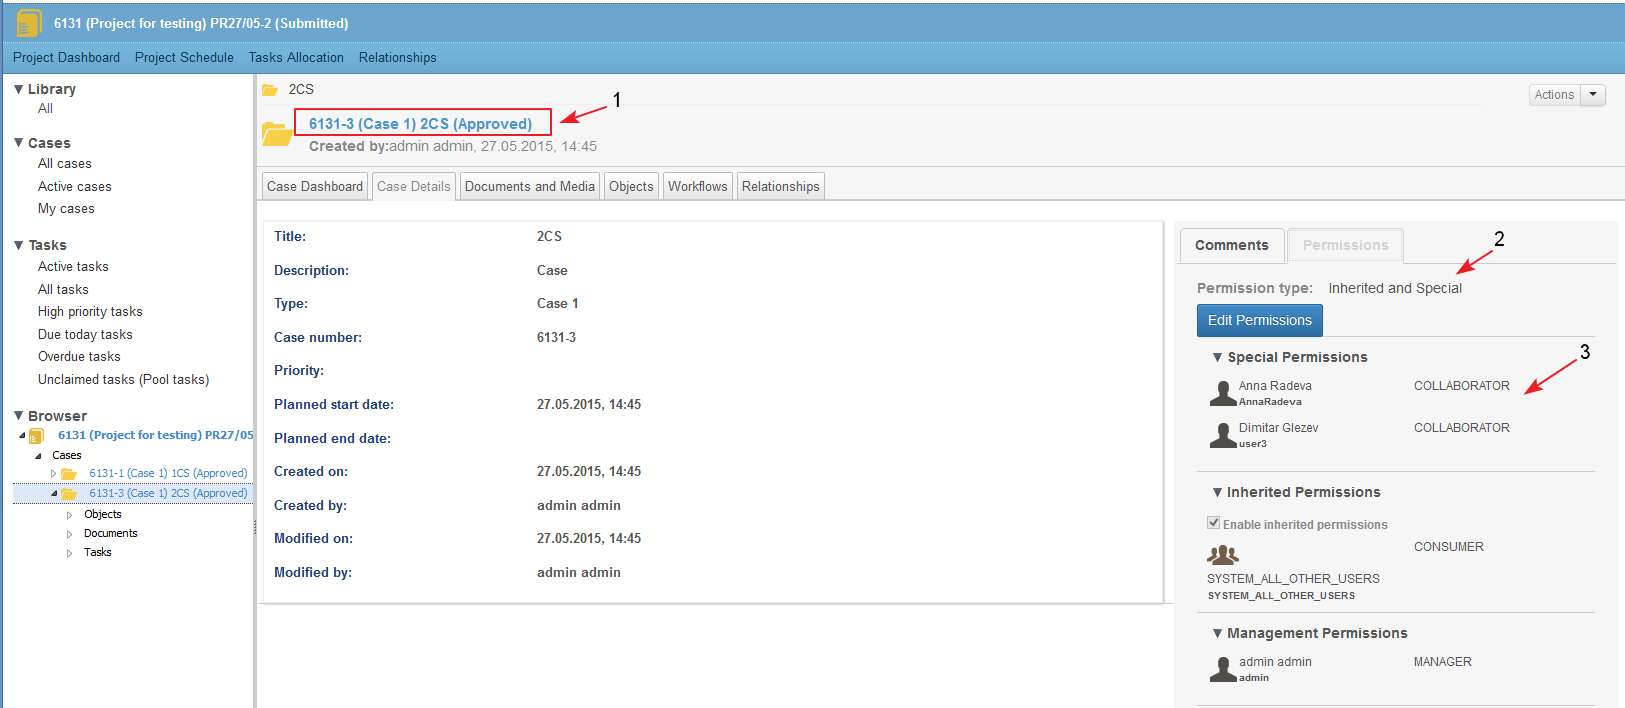 6131 (Project for testing) PR27/05-2 (Submitted)
Project Dashboard Project Schedule Tasks Allocation Relationships
Library
All
Cases
All cases
Active cases
My cases
Tasks
Active tasks
All tasks
High priority tasks
Due today tasks
Overdue tasks
Unclaimed tasks (Pool tasks)
Browser
6131 (Project for testing) PR27/05
Cases
6131-1 (Case 1) 1CS (Approved)
6131-3 (Case 1) 2CS (Approved)
Objects
Documents
Tasks
2CS
Actions
1
6131-3 (Case 1) 2CS (Approved)
Created by:admin admin, 27.05.2015, 14:45
Case Dashboard Case Details Documents and Media Objects Workflows Relationships
Title: 2CS
Description: Case
Type: Case 1
Case number: 6131-3
Priority:
Planned start date: 27.05.2015, 14:45
Planned end date:
Created on: 27.05.2015, 14:45
Created by: admin admin
Modified on: 27.05.2015, 14:45
Modified by: admin admin
Comments Permissions
2
Permission type: Inherited and Special
Edit Permissions
3
Special Permissions
Anna Radeva COLLABORATOR
AnnaRadeva
Dimitar Glezev COLLABORATOR
user3
Inherited Permissions
Enable inherited permissions
CONSUMER
SYSTEM_ALL_OTHER_USERS
SYSTEM_ALL_OTHER_USERS
Management Permissions
admin admin MANAGER
admin